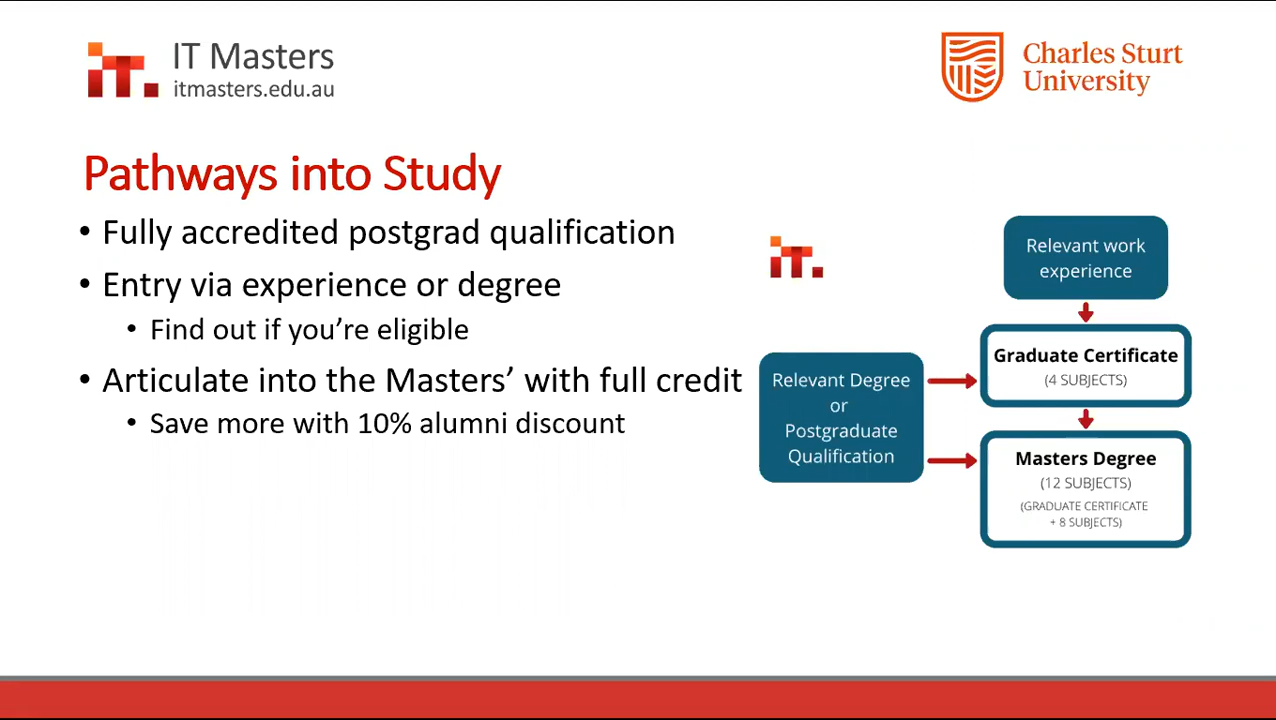 IT Masters
itmasters.edu.au
Charles Sturt
University
Pathways into Study
• Fully accredited postgrad qualification
• Entry via experience or degree
• Find out if you’re eligible
• Articulate into the Masters’ with full credit
• Save more with 10% alumni discount
iT.
Relevant work
experience
Graduate Certificate
(4 SUBJECTS)
Relevant Degree
or
Postgraduate
Qualification
Masters Degree
(12 SUBJECTS)
(GRADUATE CERTIFICATE
+ 8 SUBJECTS)